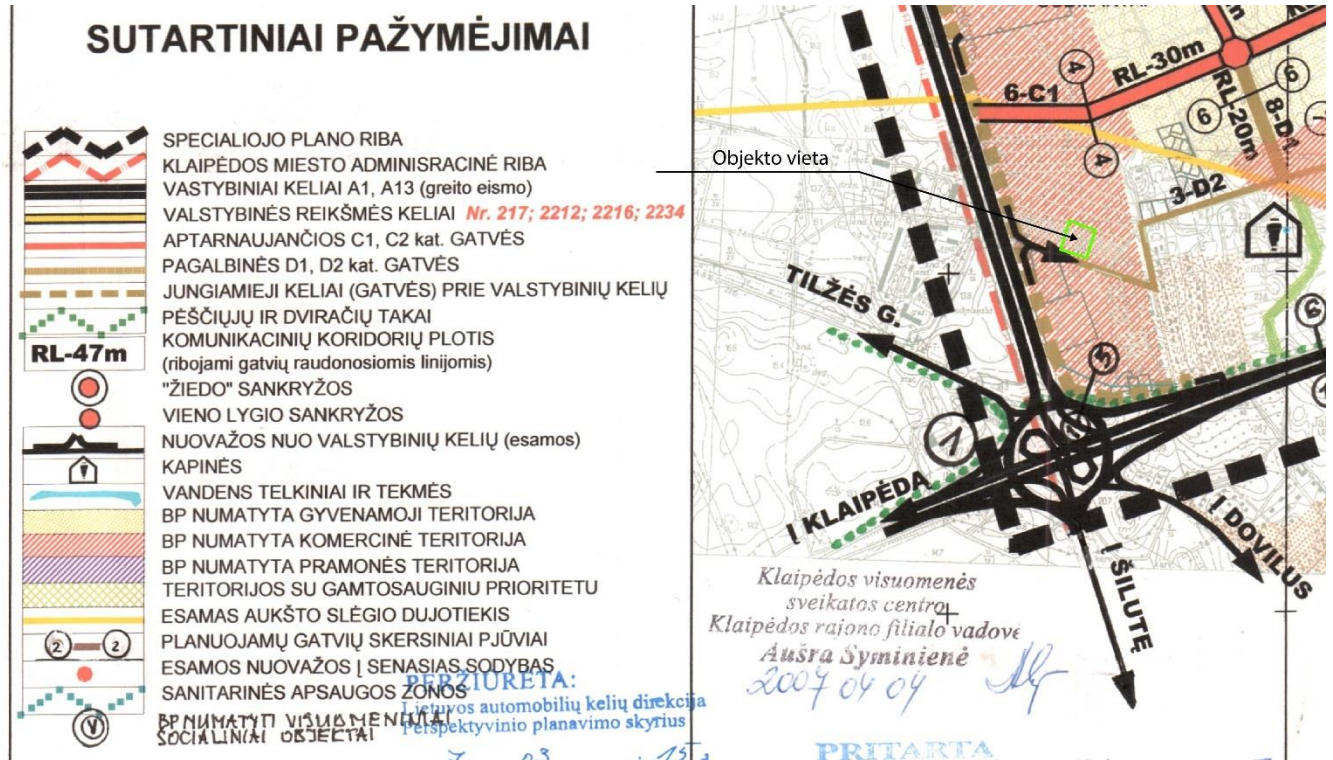 SUTARTINIAI PAŽYMĖJIMAI
SPECIALIOJO PLANO RIBA
KLAIPĖDOS MIESTO ADMINISRACINĖ RIBA
VASTYBINIAI KELIAI A1, A13 (greito eismo)
VALSTYBINĖS REIKŠMĖS KELIAI Nr. 217; 2212; 2216; 2234
APTARNAUJANČIOS C1, C2 kat. GATVĖS
PAGALBINĖS D1, D2 kat. GATVĖS
JUNGIAMIEJI KELIAI (GATVĖS) PRIE VALSTYBINIŲ KELIŲ
PĖSČIŲJŲ IR DVIRAČIŲ TAKAI
KOMUNIKACINIŲ KORIDORIŲ PLOTIS
RL-47m
(ribojami gatvių raudonosiomis linijomis)
"ŽIEDO" SANKRYŽOS
VIENO LYGIO SANKRYŽOS
NUOVAŽOS NUO VALSTYBINIŲ KELIŲ (esamos)
KAPINĖS
VANDENS TELKINIAI IR TEKMĖS
BP NUMATYTA GYVENAMOJI TERITORIJA
BP NUMATYTA KOMERCINĖ TERITORIJA
BP NUMATYTA PRAMONĖS TERITORIJA
TERITORIJOS SU GAMTOSAUGINIU PRIORITETU
ESAMAS AUKŠTO SLĖGIO DUJOTIEKIS
2 2 PLANUOJAMŲ GATVIŲ SKERSINIAI PJŪVIAI
ESAMOS NUOVAŽOS Į SENĄSIAS SODYBAS
SANITARINĖS APSAUGOS ZONOS
BP NUMATYTI VISUOMENINIAI
SOCIALINIAI OBJEKTAI
PERŽIŪRĖTA:
Lietuvos automobilių kelių direkcija
Perspektyvinio planavimo skyrius
Objekto vieta
6-C1
RL-30m
4
4
6
6
RL-20m
8-D1
3-D2
TILŽĖS G.
5
6
V
Į KLAIPĖDĄ
Į DOVILUS
Į ŠILUTĘ
Klaipėdos visuomenės
sveikatos centro
Klaipėdos rajono filialo vadovė
Aušra Syminienė
2007 04 04
PRITARTA